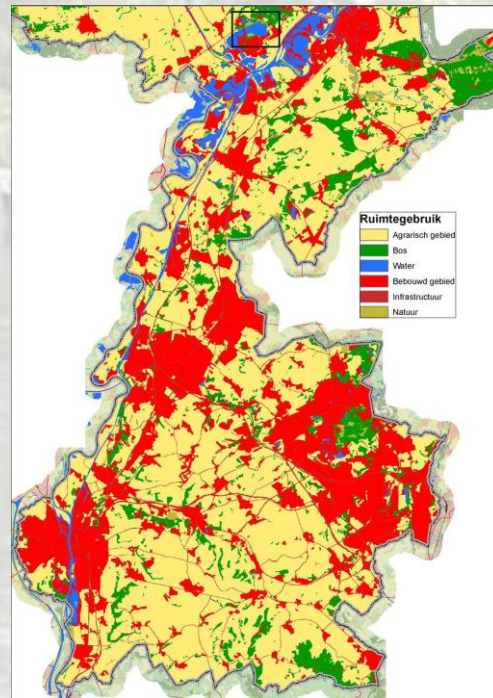 Ruimtegebruik
Agrarisch gebied
Bos
Water
Bebouwd gebied
Infrastructuur
Natuur